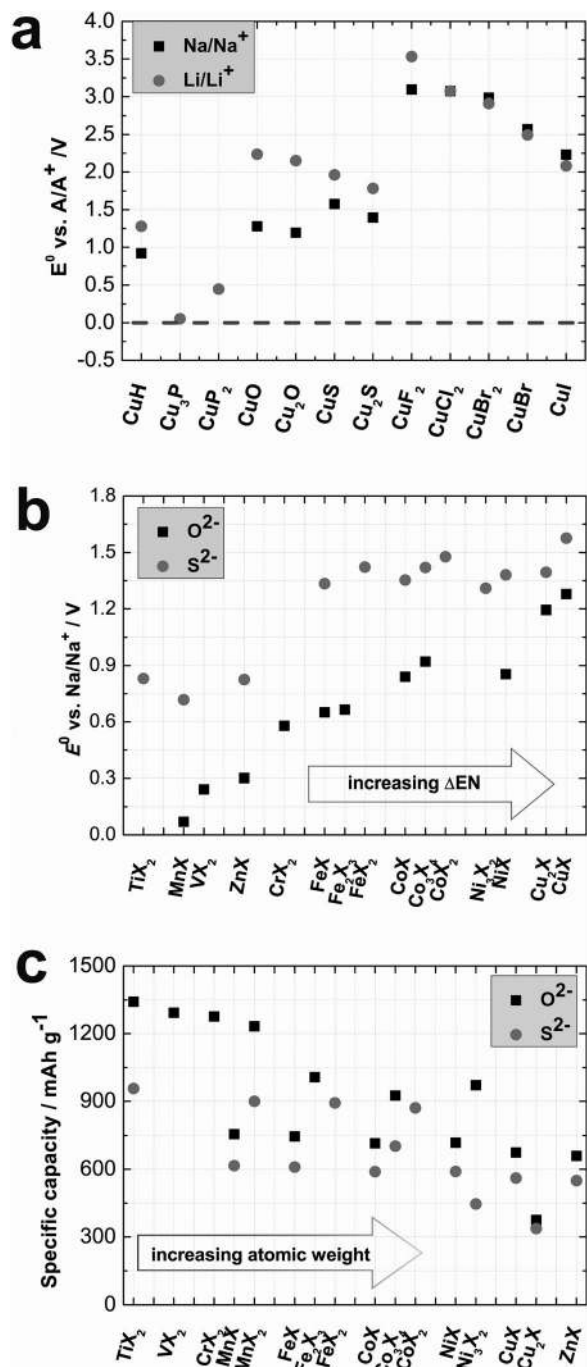 a
Na/Na⁺
Li/Li⁺
E⁰ vs. A/A⁺ /V
4.0
3.5
3.0
2.5
2.0
1.5
1.0
0.5
0.0
-0.5
CuH
Cu₃P
CuP₂
CuO
Cu₂O
CuS
Cu₂S
CuF₂
CuCl₂
CuBr₂
CuBr
CuI
b
O²⁻
S²⁻
E⁰ vs. Na/Na⁺ / V
1.8
1.5
1.2
0.9
0.6
0.3
0.0
increasing ΔEN
TiX₂
MnX
VX₂
ZnX
CrX₂
FeX
Fe₂X₃
FeX₂
CoX
Co₃X₄
CoX₂
Ni₃X₂
NiX
Cu₂X
CuX
c
O²⁻
S²⁻
Specific capacity / mAh g⁻¹
1500
1200
900
600
300
0
increasing atomic weight
TiX₂
VX₂
CrX₂
MnX
MnX₂
FeX
Fe₂X₃
FeX₂
CoX
Co₃X₄
CoX₂
NiX
Ni₃X₂
CuX
Cu₂X
ZnX